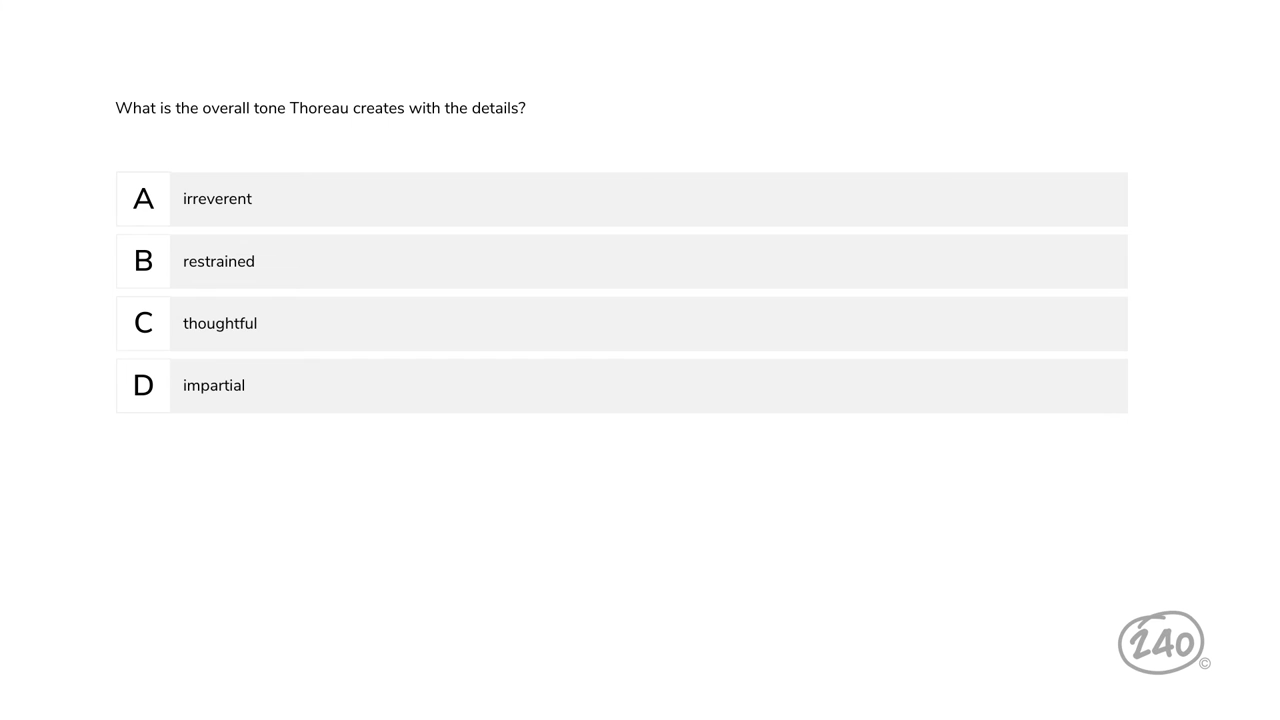 What is the overall tone Thoreau creates with the details?
A irreverent
B restrained
C thoughtful
D impartial
240
©